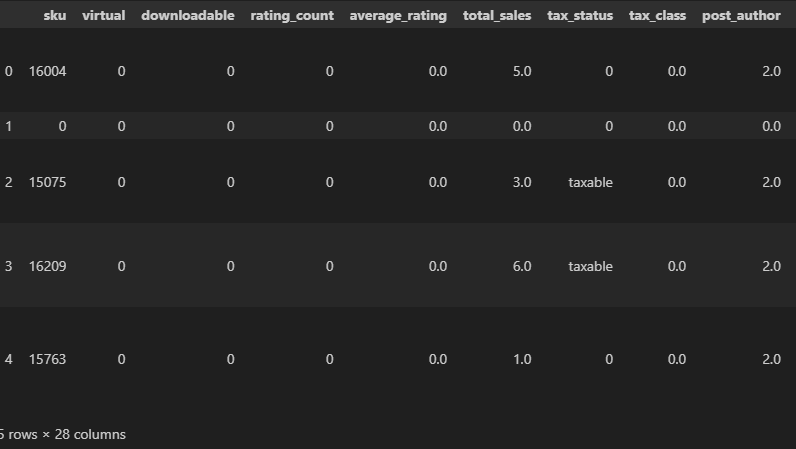 sku virtual downloadable rating_count average_rating total_sales tax_status tax_class post_author
0 16004 0 0 0 0.0 5.0 0 0.0 2.0
1 0 0 0 0 0.0 0.0 0 0.0 0.0
2 15075 0 0 0 0.0 3.0 taxable 0.0 2.0
3 16209 0 0 0 0.0 6.0 taxable 0.0 2.0
4 15763 0 0 0 0.0 1.0 0 0.0 2.0
5 rows × 28 columns